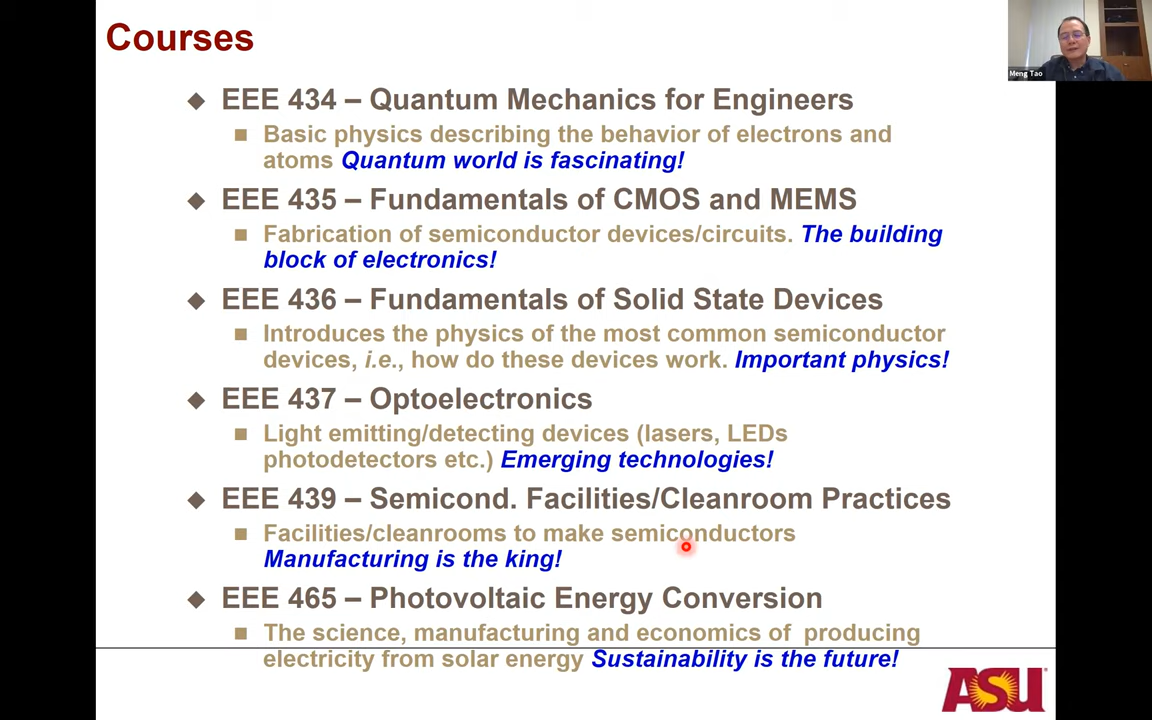 Courses
Meng Tao
◆ EEE 434 – Quantum Mechanics for Engineers
■ Basic physics describing the behavior of electrons and
atoms Quantum world is fascinating!
◆ EEE 435 – Fundamentals of CMOS and MEMS
■ Fabrication of semiconductor devices/circuits. The building
block of electronics!
◆ EEE 436 – Fundamentals of Solid State Devices
■ Introduces the physics of the most common semiconductor
devices, i.e., how do these devices work. Important physics!
◆ EEE 437 – Optoelectronics
■ Light emitting/detecting devices (lasers, LEDs
photodetectors etc.) Emerging technologies!
◆ EEE 439 – Semicond. Facilities/Cleanroom Practices
■ Facilities/cleanrooms to make semiconductors
Manufacturing is the king!
◆ EEE 465 – Photovoltaic Energy Conversion
■ The science, manufacturing and economics of producing
electricity from solar energy Sustainability is the future!
ASU